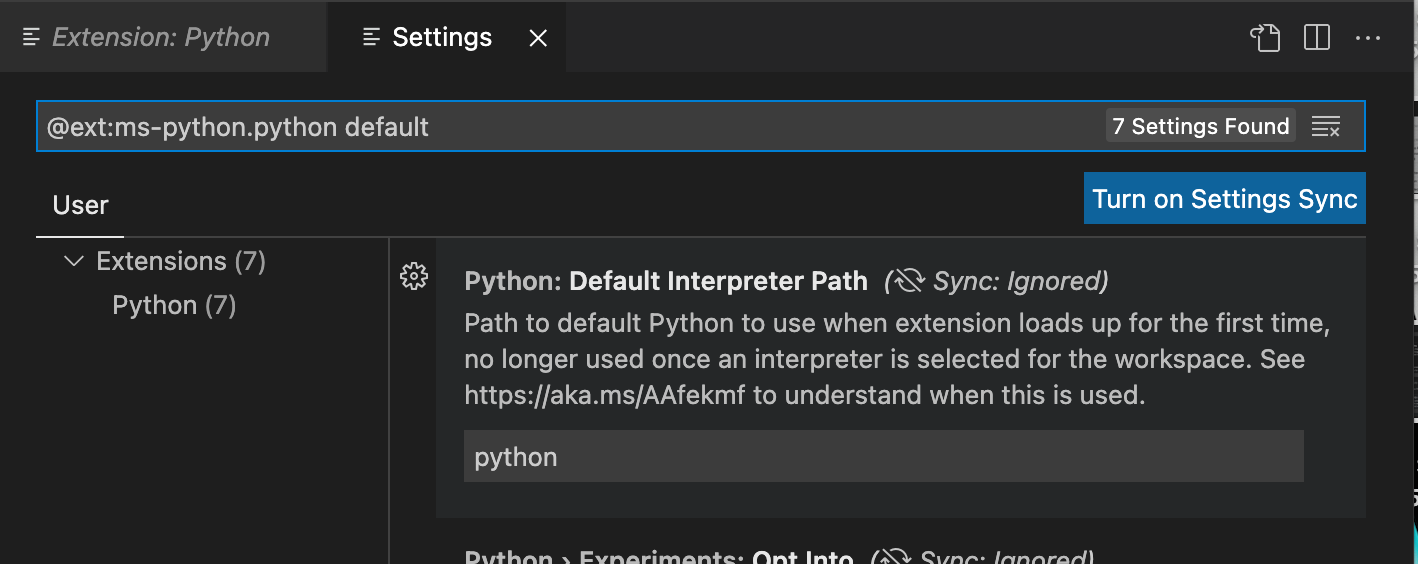 Extension: Python
Settings
@ext:ms-python.python default
7 Settings Found
User
Turn on Settings Sync
Extensions (7)
Python (7)
Python: Default Interpreter Path (Sync: Ignored)
Path to default Python to use when extension loads up for the first time,
no longer used once an interpreter is selected for the workspace. See
https://aka.ms/AAfekmf to understand when this is used.
python
Python › Experiments: Opt Into (Sync: Ignored)